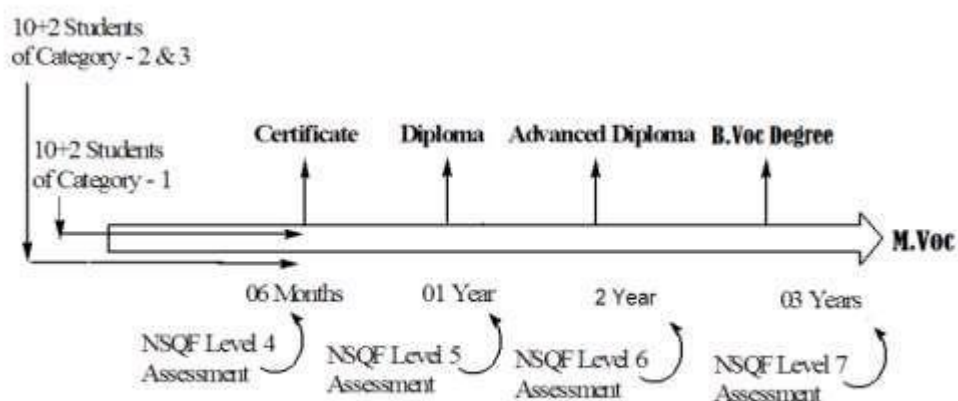 10+2 Students
of Category - 2 & 3
10+2 Students
of Category - 1
Certificate
Diploma
Advanced Diploma
B.Voc Degree
M.Voc
06 Months
01 Year
2 Year
03 Years
NSQF Level 4
Assessment
NSQF Level 5
Assessment
NSQF Level 6
Assessment
NSQF Level 7
Assessment